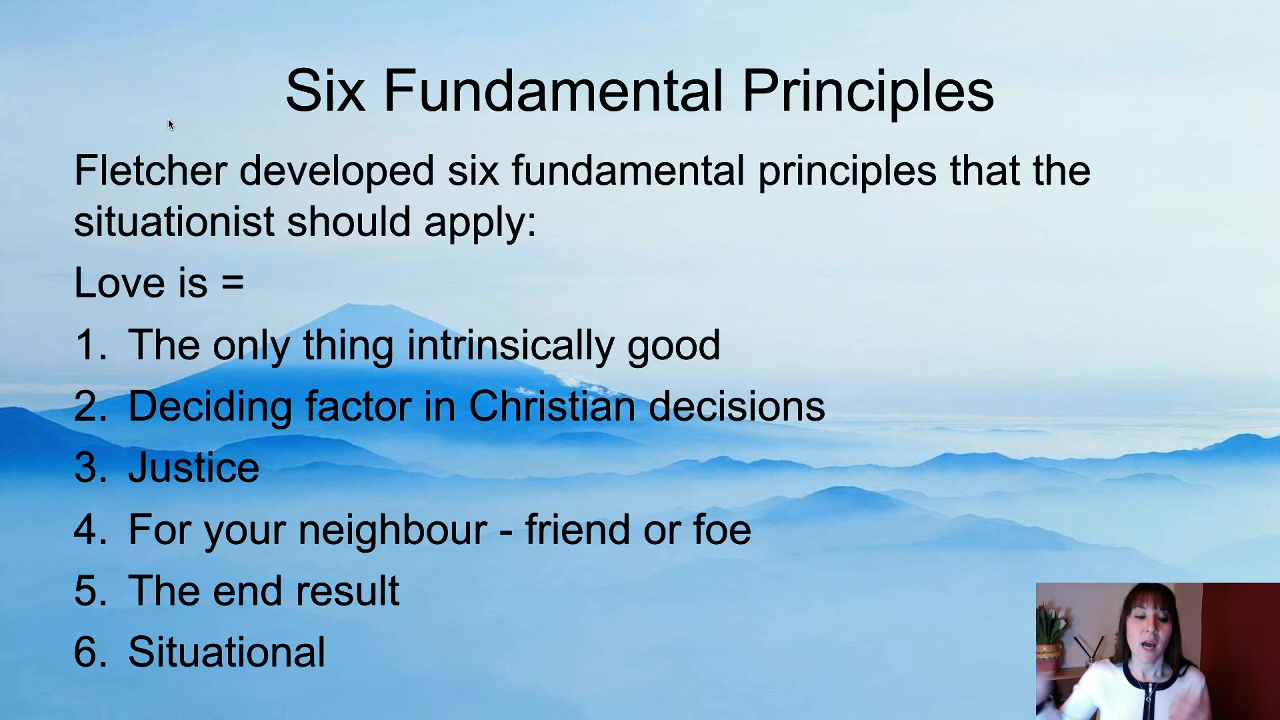 Six Fundamental Principles
Fletcher developed six fundamental principles that the
situationist should apply:
Love is =
1. The only thing intrinsically good
2. Deciding factor in Christian decisions
3. Justice
4. For your neighbour - friend or foe
5. The end result
6. Situational